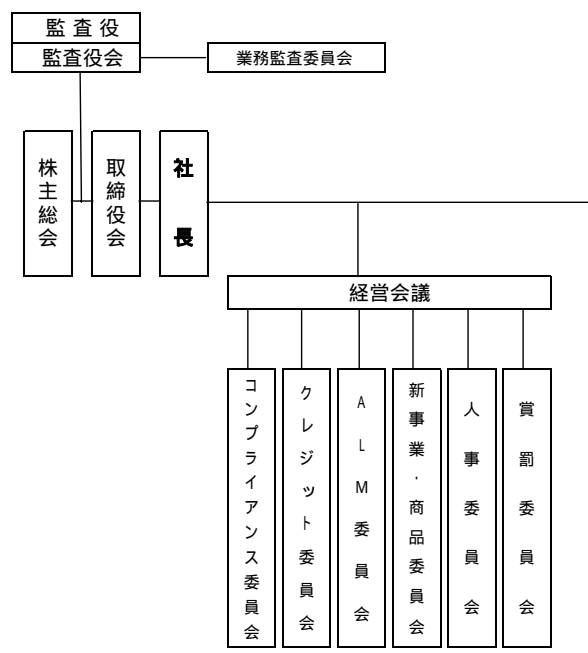 監 査 役
監査役会
業務監査委員会
株主総会
取締役会
社長
経営会議
コンプライアンス委員会
クレジット委員会
ALM委員会
新事業・商品委員会
人事委員会
賞罰委員会